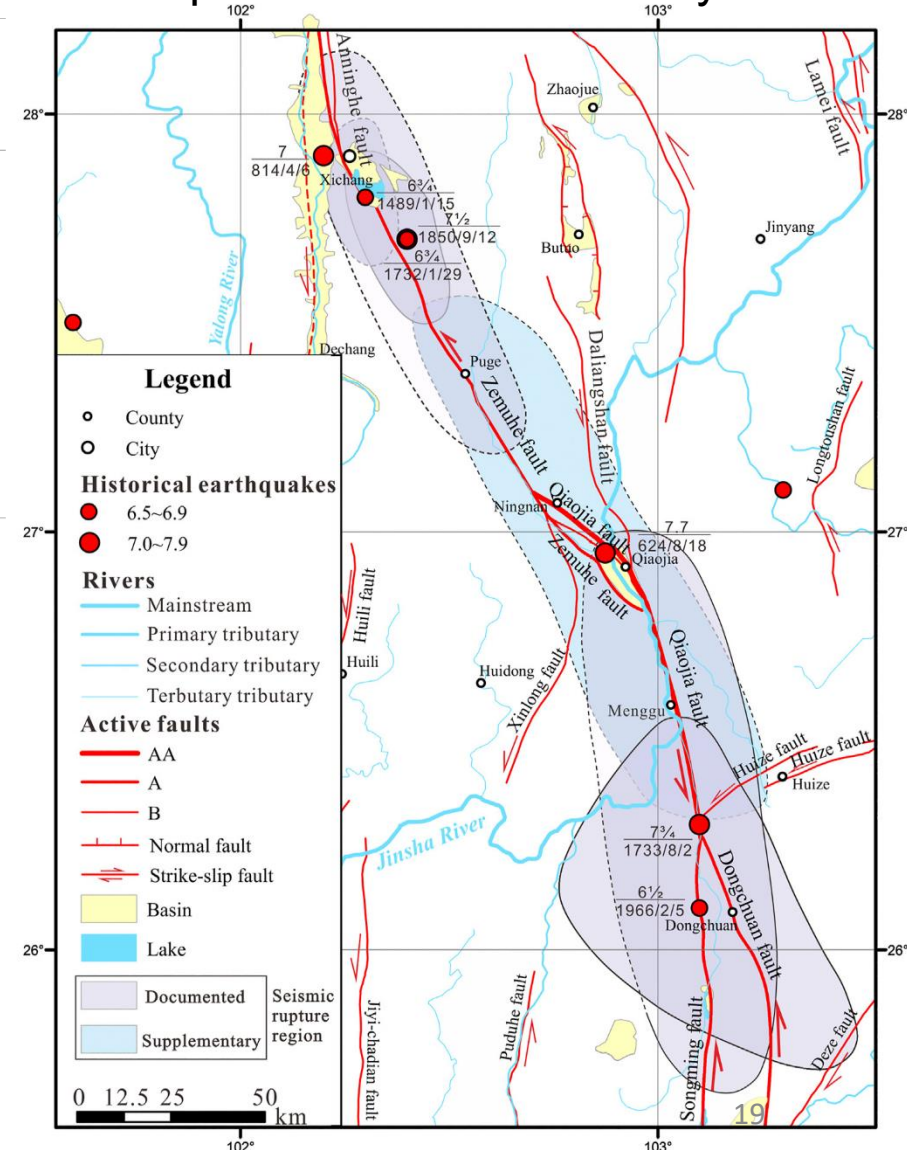 102°
103°
Anninghe fault
Lamei fault
Zhaojue
28°
28°
7
814/4/6
Xichang
6¾
1489/1/15
7½
1850/9/12
6¾
1732/1/29
Jinyang
Butuo
Yalong River
Dechang
Puge
Daliangshan fault
Zemuhe fault
Longtoushan fault
Legend
County
City
Historical earthquakes
6.5~6.9
7.0~7.9
Rivers
Mainstream
Primary tributary
Secondary tributary
Terbutary tributary
Active faults
AA
A
B
Normal fault
Strike-slip fault
Basin
Lake
Documented
Supplementary
Seismic
rupture
region
0 12.5 25 50
km
Ningnan
Qiaojia fault
27°
7.7
624/8/18
Qiaojia
Zemuhe fault
Huili fault
Huili
Huidong
Xinlong fault
Qiaojia fault
Menggu
Huize fault
Huize fault
Huize
Jinsha River
7¾
1733/8/2
Dongchuan fault
6½
1966/2/5
Dongchuan
26°
26°
Jiyi-chadian fault
Puduhe fault
Songming fault
Deze fault
19
27°
102°
103°